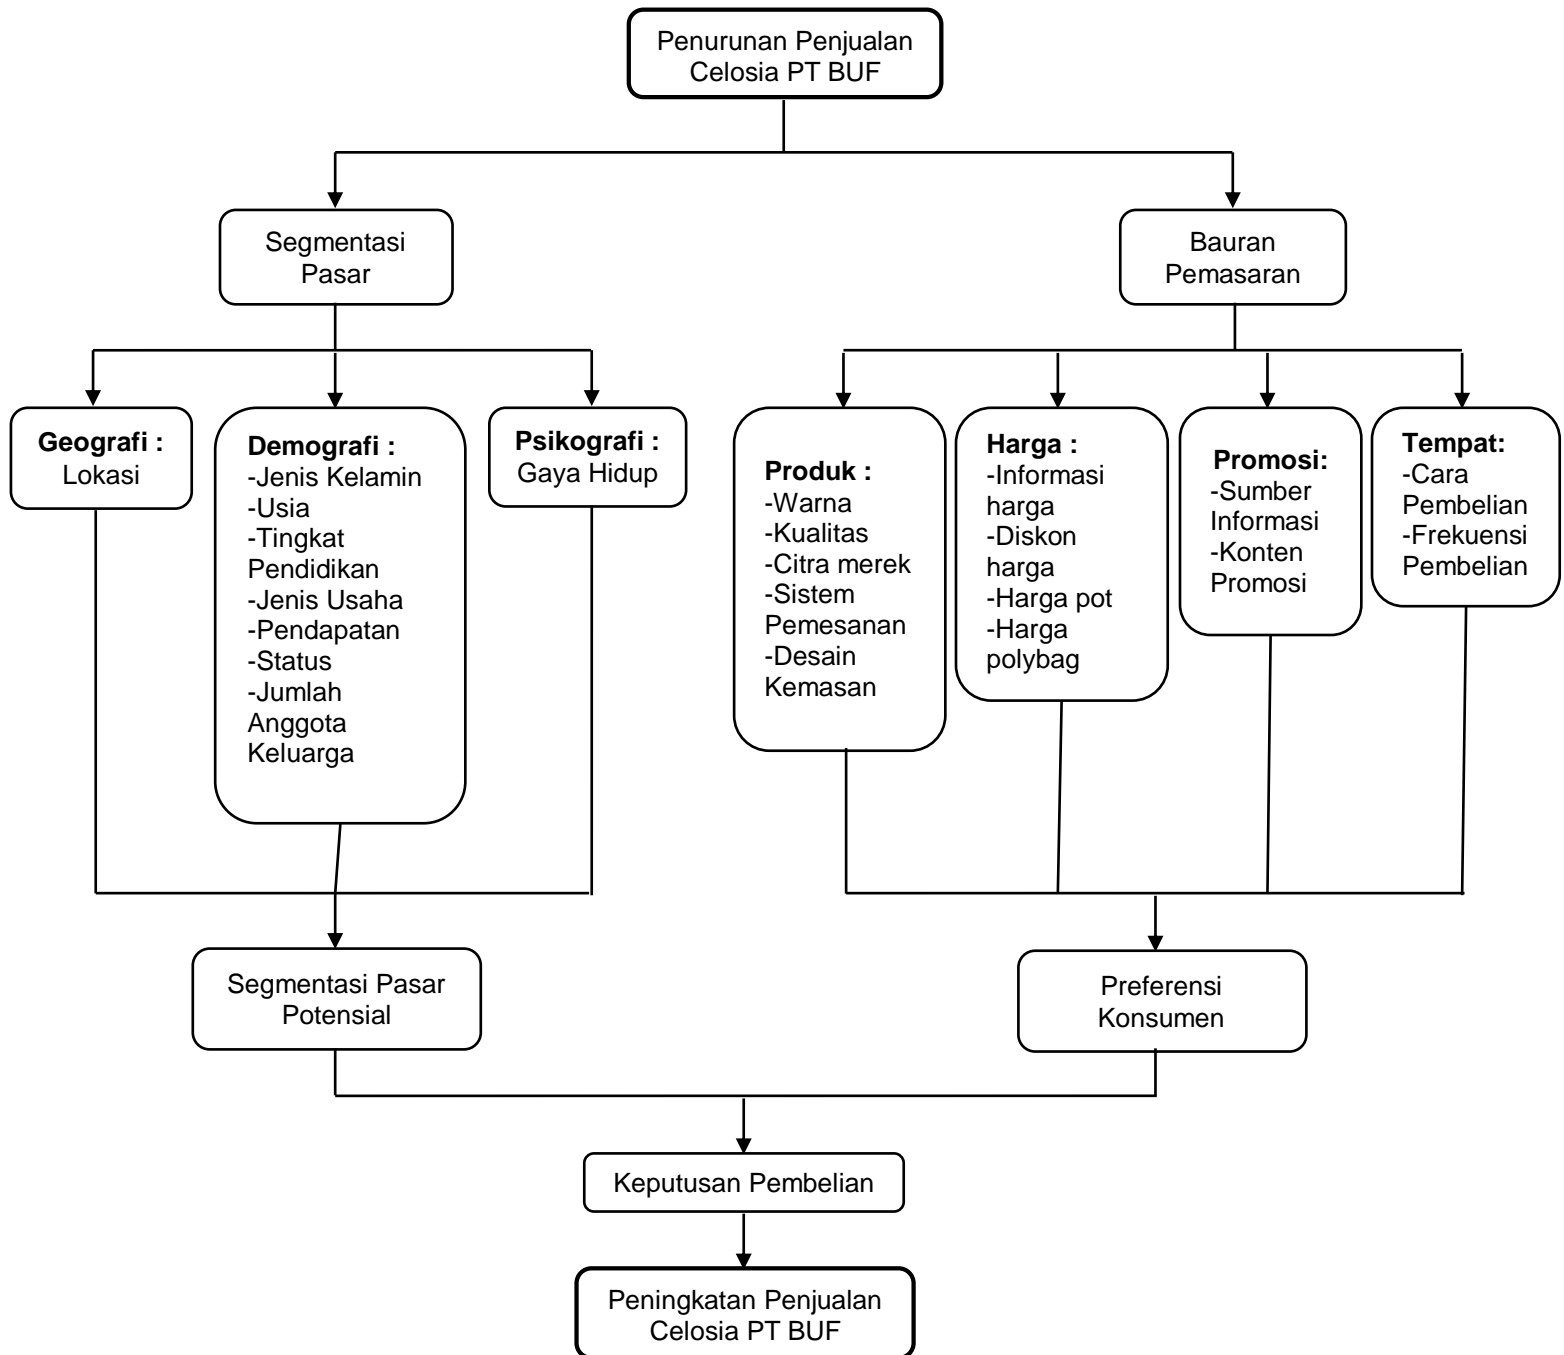 Penurunan Penjualan
Celosia PT BUF
Segmentasi
Pasar
Bauran
Pemasaran
Geografi :
Lokasi
Demografi :
-Jenis Kelamin
-Usia
-Tingkat
Pendidikan
-Jenis Usaha
-Pendapatan
-Status
-Jumlah
Anggota
Keluarga
Psikografi :
Gaya Hidup
Produk :
-Warna
-Kualitas
-Citra merek
-Sistem
Pemesanan
-Desain
Kemasan
Harga :
-Informasi
harga
-Diskon
harga
-Harga pot
-Harga
polybag
Promosi:
-Sumber
Informasi
-Konten
Promosi
Tempat:
-Cara
Pembelian
-Frekuensi
Pembelian
Segmentasi Pasar
Potensial
Preferensi
Konsumen
Keputusan Pembelian
Peningkatan Penjualan
Celosia PT BUF